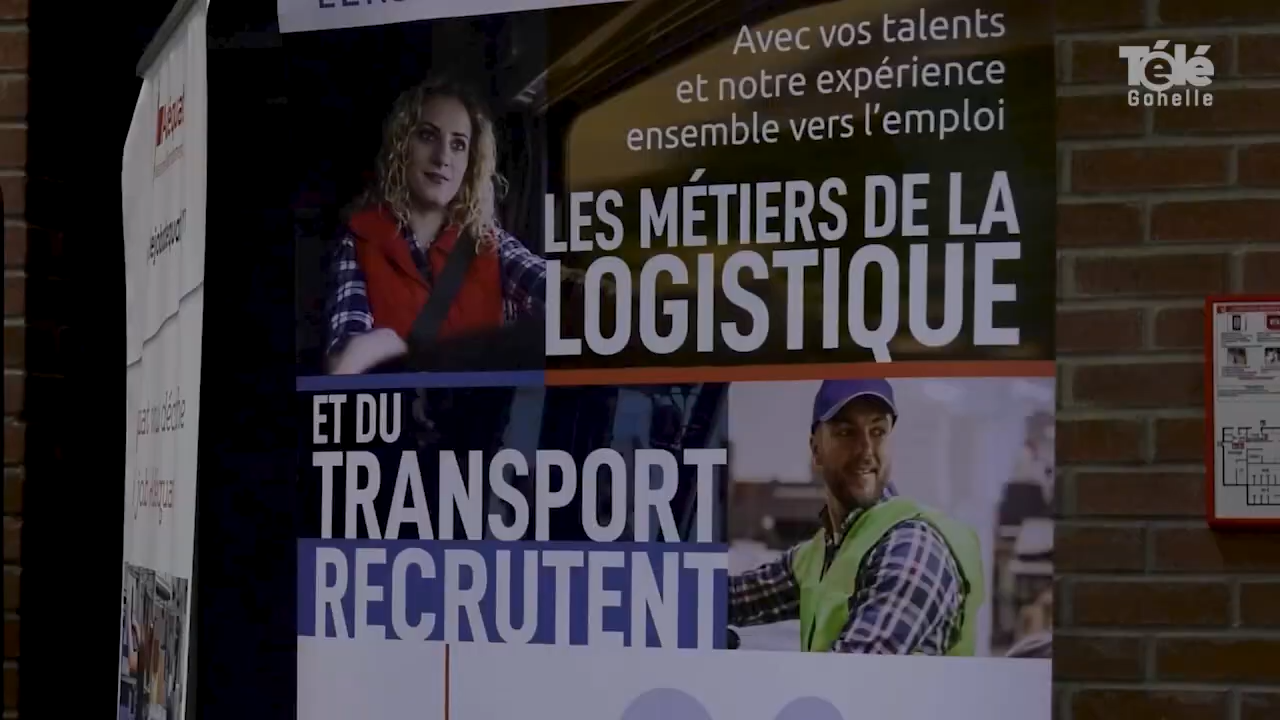 Avec vos talents
et notre expérience
ensemble vers l'emploi
LES MÉTIERS DE LA
LOGISTIQUE
ET DU
TRANSPORT
RECRUTENT
Télé
Gohelle